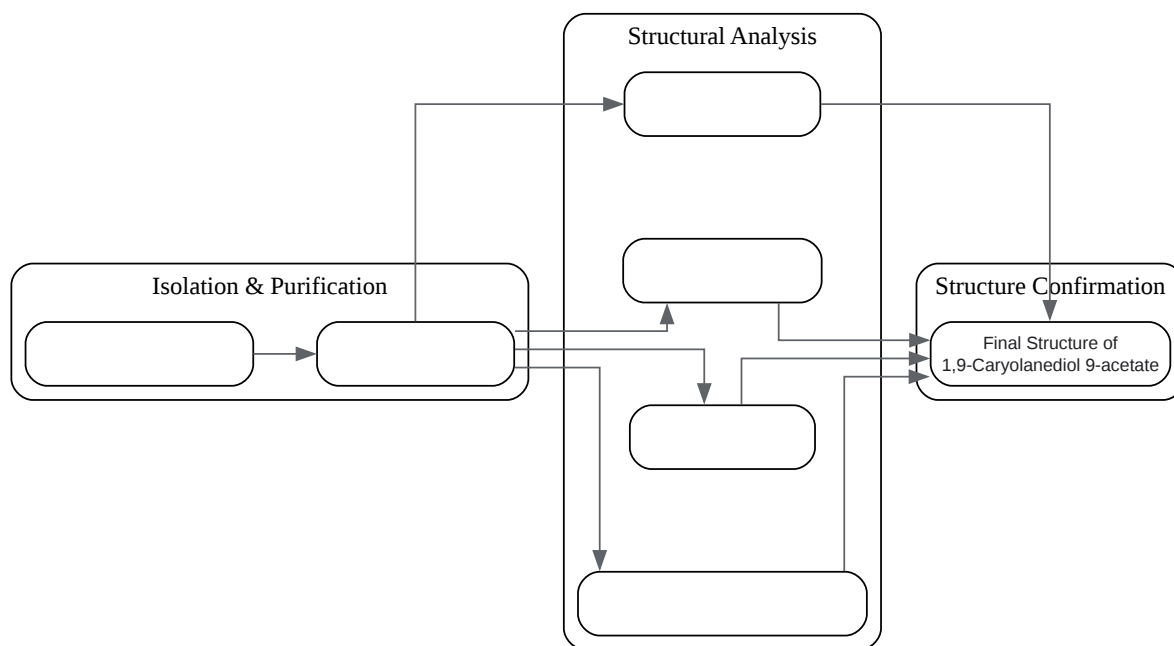 Structural Analysis
Isolation & Purification
Structure Confirmation
Final Structure of
1,9-Caryolanediol 9-acetate